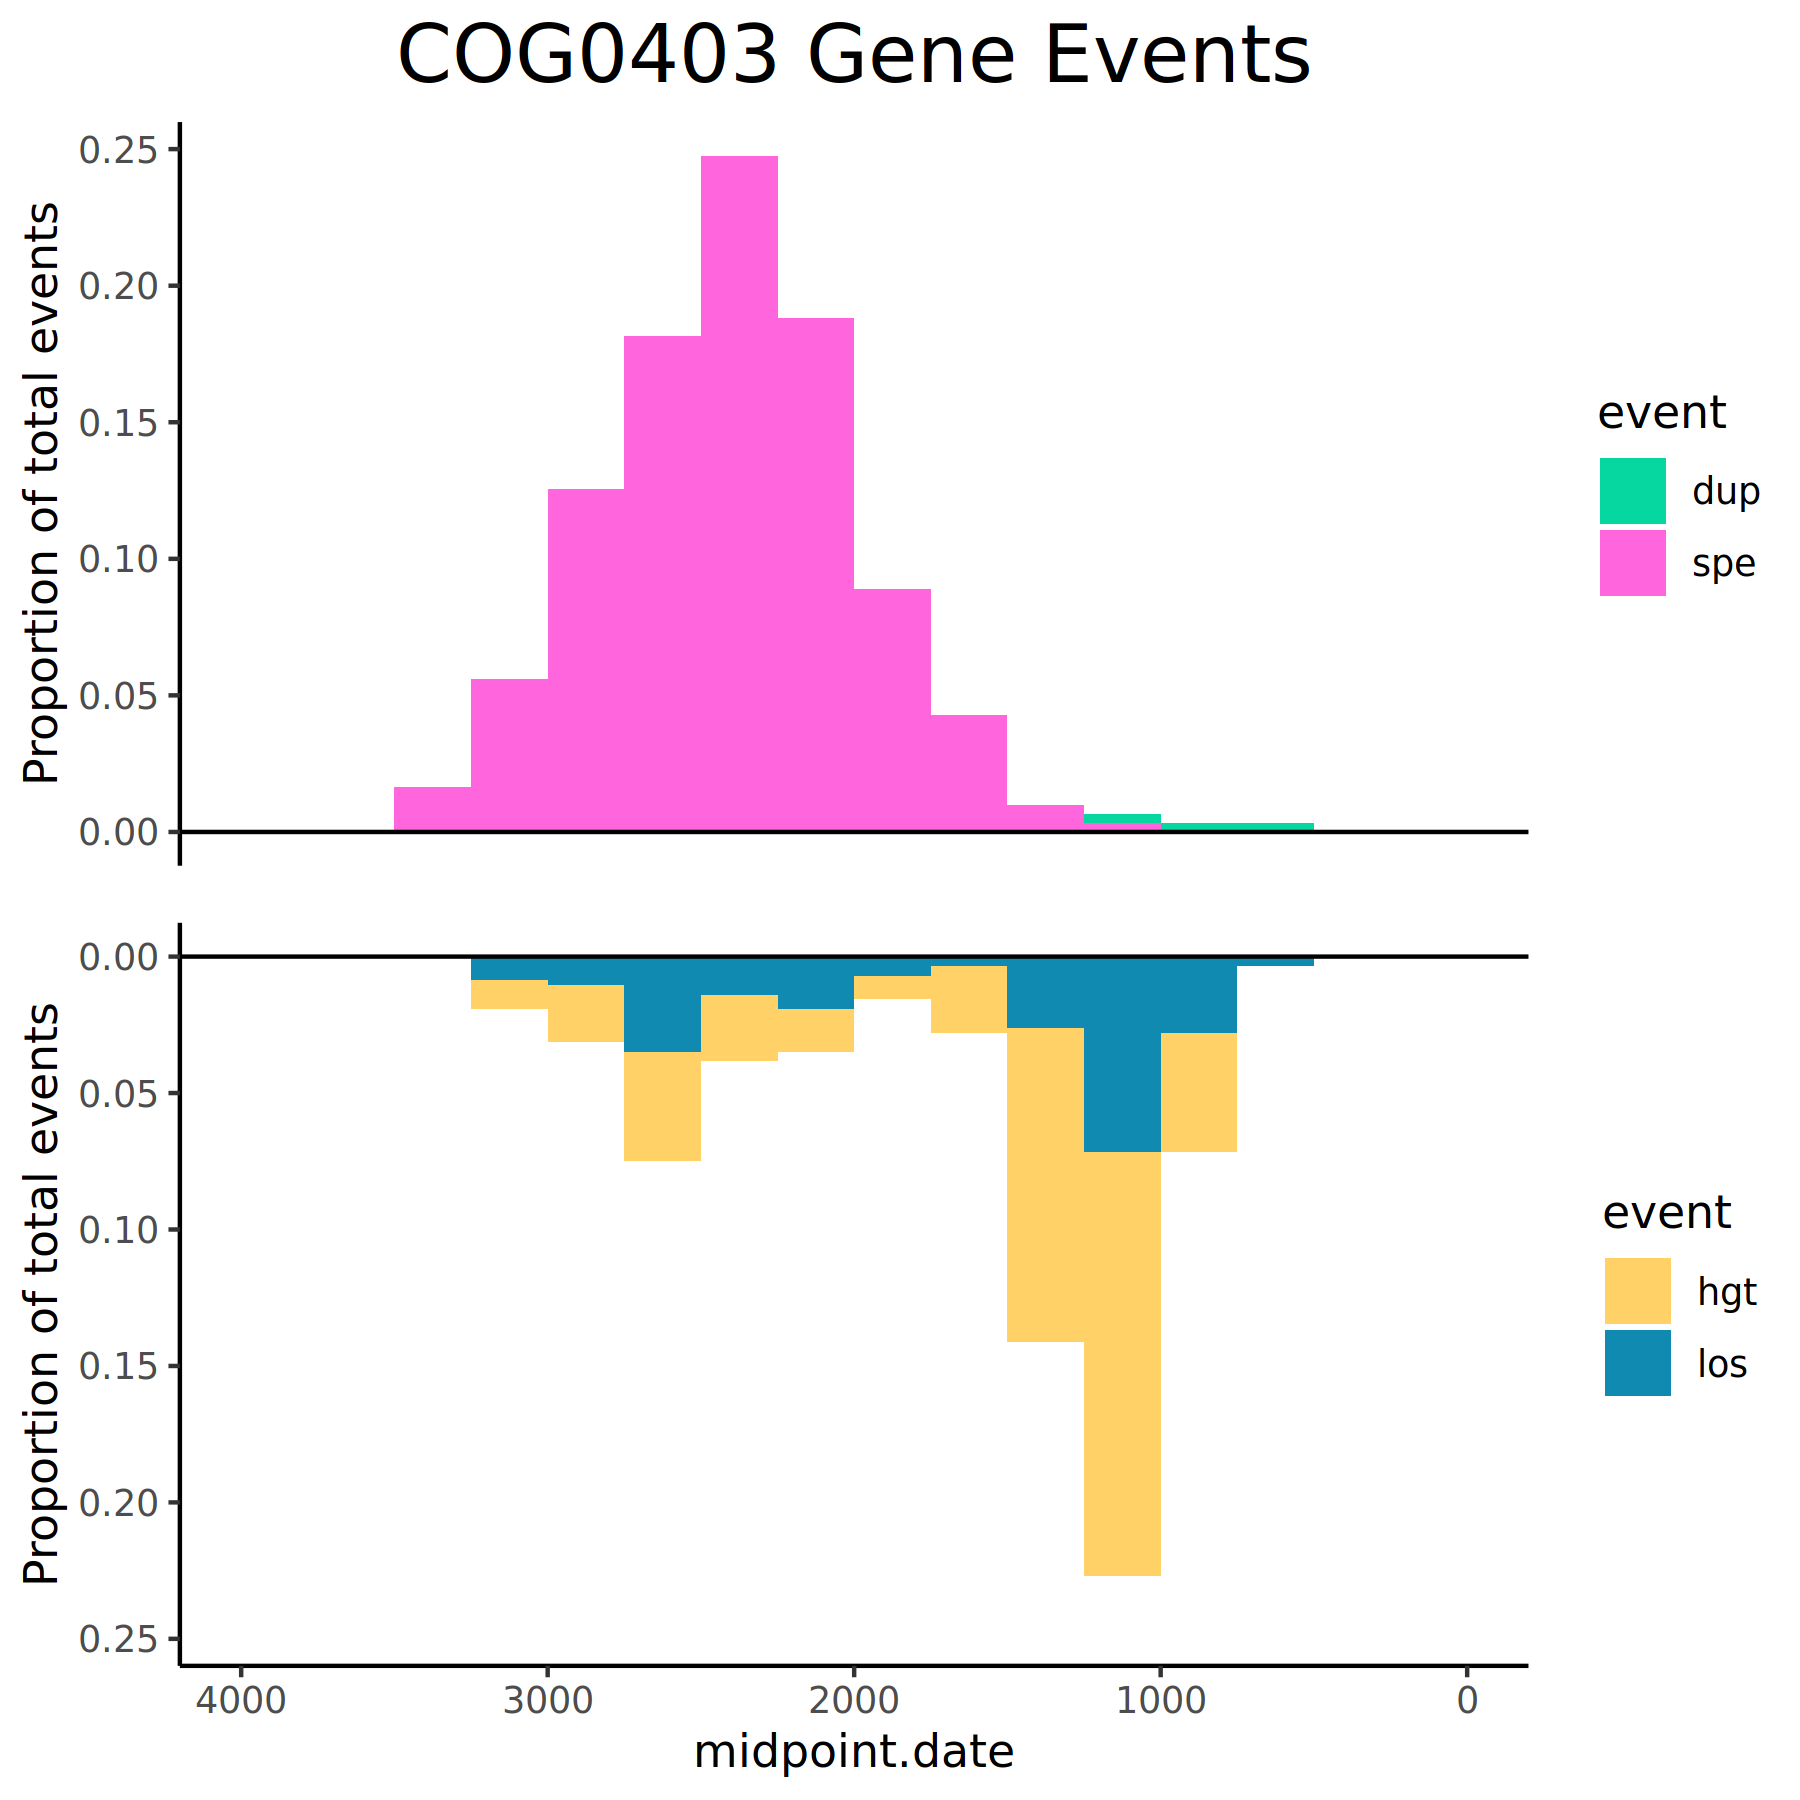 COG0403 Gene Events
Proportion of total events
0.25
0.20
0.15
0.10
0.05
0.00
event
dup
spe
Proportion of total events
0.00
0.05
0.10
0.15
0.20
0.25
event
hgt
los
4000 3000 2000 1000 0
midpoint.date